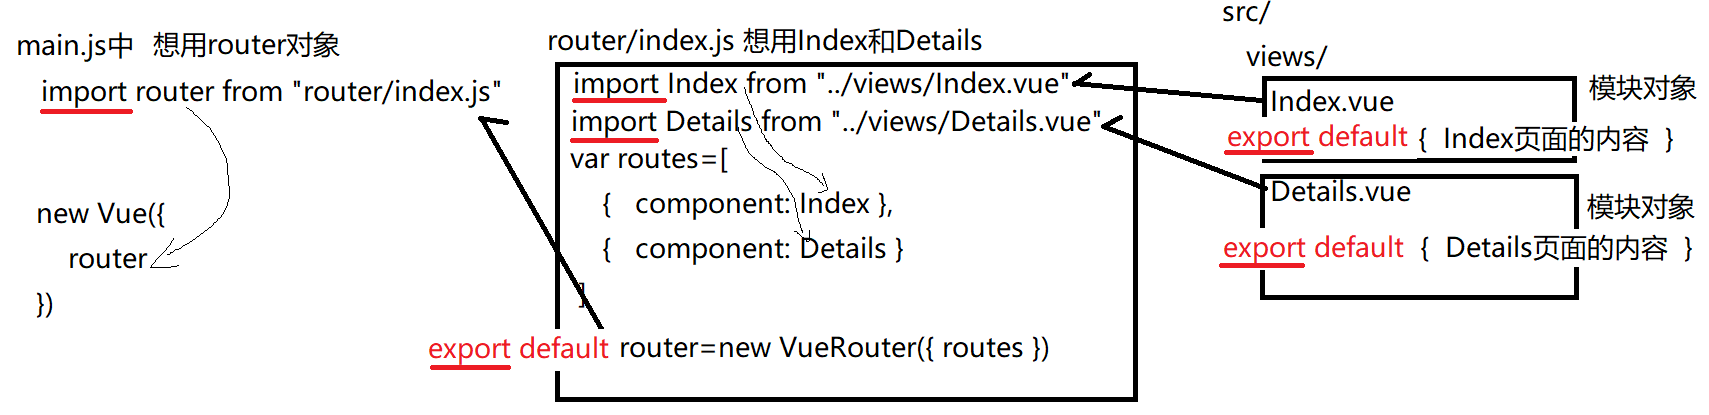 main.js中 想用router对象
import router from "router/index.js"
new Vue({
router
})
router/index.js 想用Index和Details
import Index from "../views/Index.vue"
import Details from "../views/Details.vue"
var routes=[
{ component: Index },
{ component: Details }
]
export default router=new VueRouter({ routes })
src/
views/
Index.vue
模块对象
export default { Index页面的内容 }
Details.vue
模块对象
export default { Details页面的内容 }